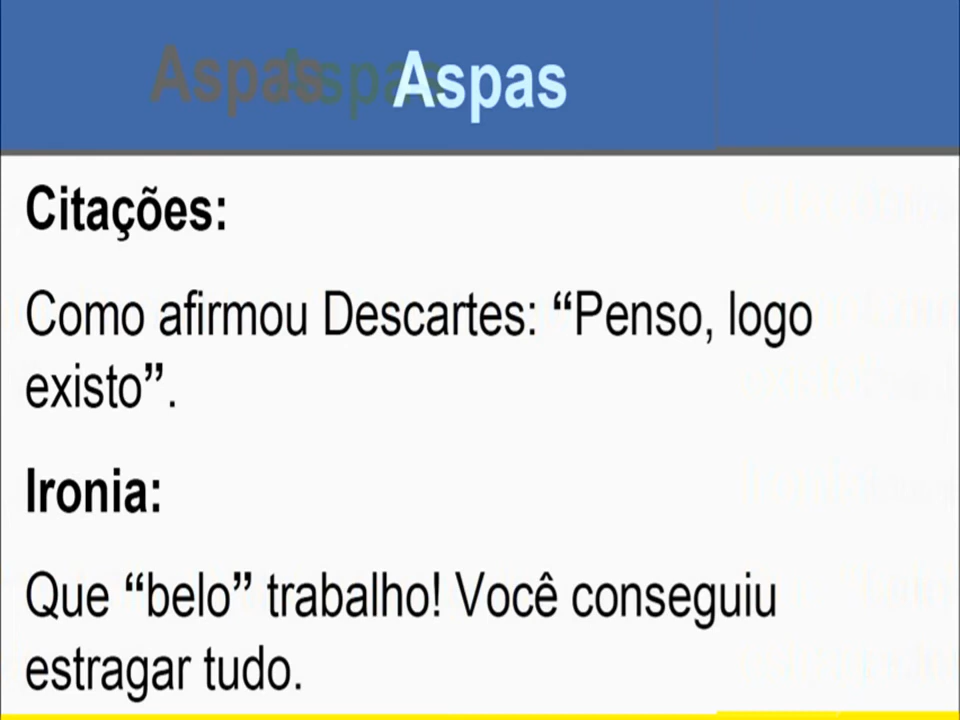 Aspas
Citações:
Como afirmou Descartes: “Penso, logo
existo”.
Ironia:
Que “belo” trabalho! Você conseguiu
estragar tudo.